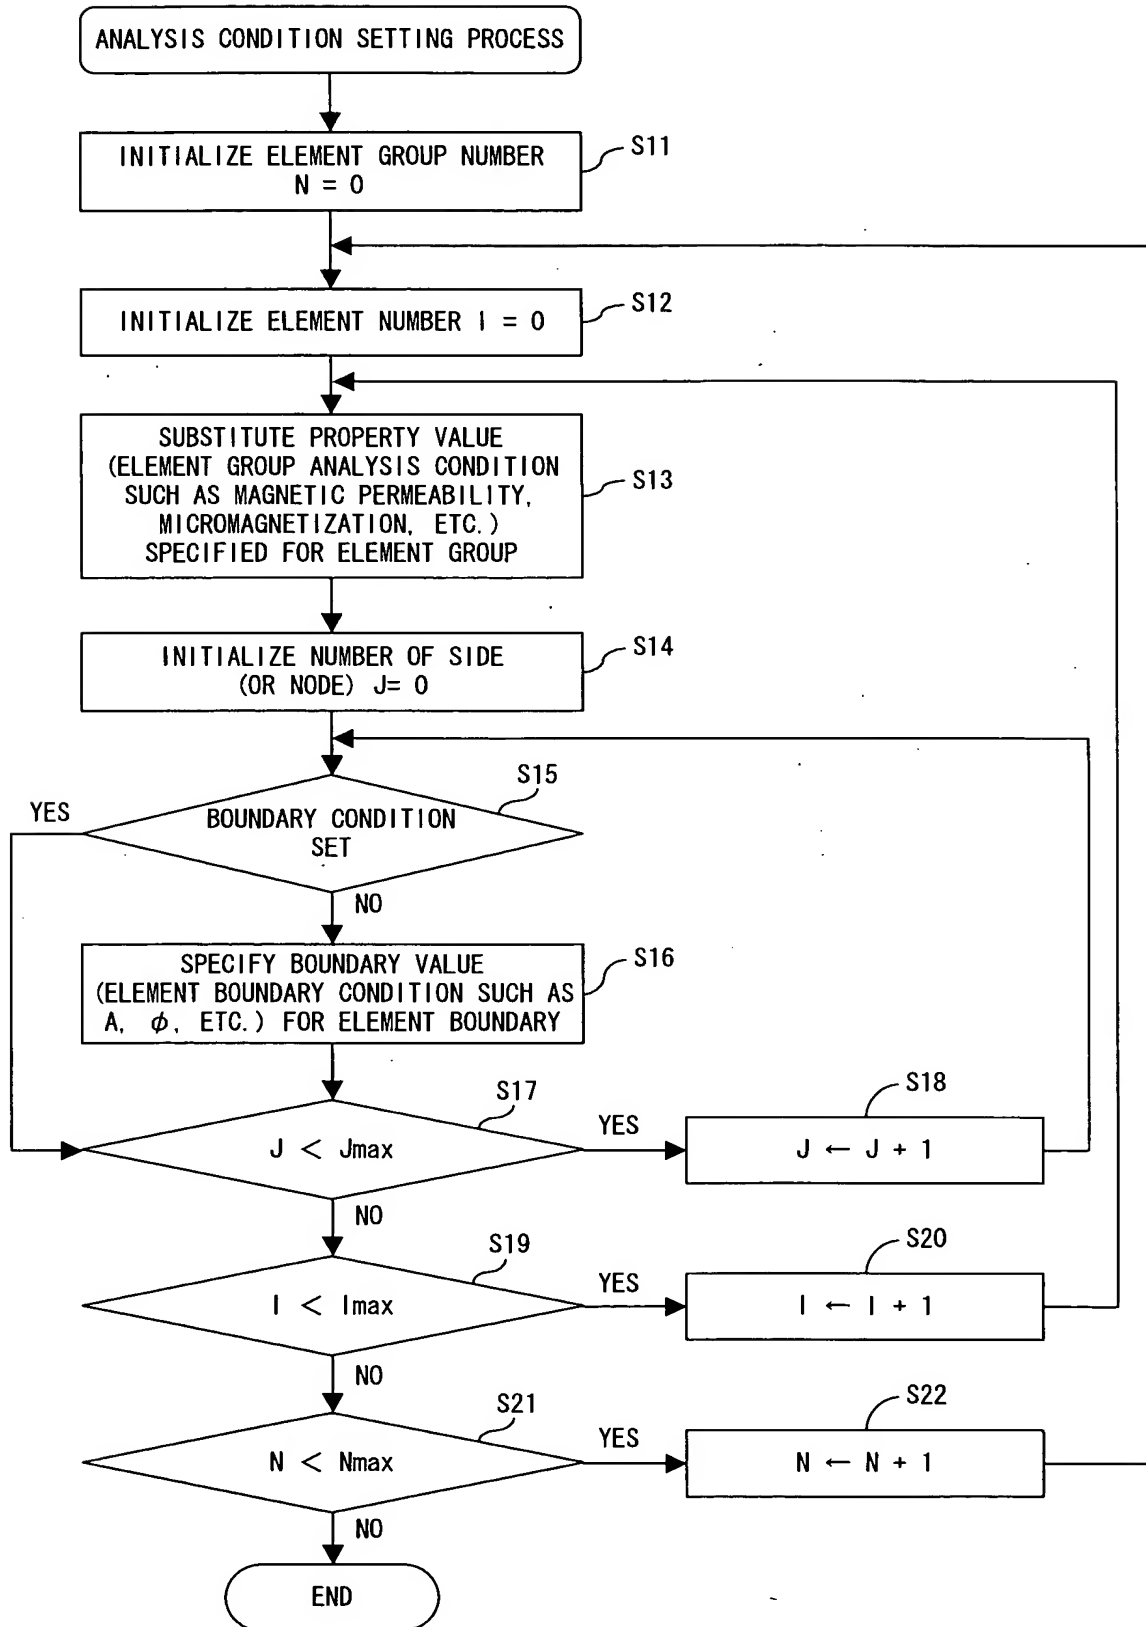 ANALYSIS CONDITION SETTING PROCESS
S11
INITIALIZE ELEMENT GROUP NUMBER
N = 0
S12
INITIALIZE ELEMENT NUMBER I = 0
SUBSTITUTE PROPERTY VALUE
(ELEMENT GROUP ANALYSIS CONDITION
SUCH AS MAGNETIC PERMEABILITY,
MICROMAGNETIZATION, ETC.)
SPECIFIED FOR ELEMENT GROUP
S13
INITIALIZE NUMBER OF SIDE
(OR NODE) J= 0
S14
S15
YES
BOUNDARY CONDITION
SET
NO
SPECIFY BOUNDARY VALUE
(ELEMENT BOUNDARY CONDITION SUCH AS
A, ϕ, ETC.) FOR ELEMENT BOUNDARY
S16
S17
J < Jmax
YES
S18
J ← J + 1
NO
S19
I < Imax
YES
S20
I ← I + 1
NO
S21
N < Nmax
YES
S22
N ← N + 1
NO
END